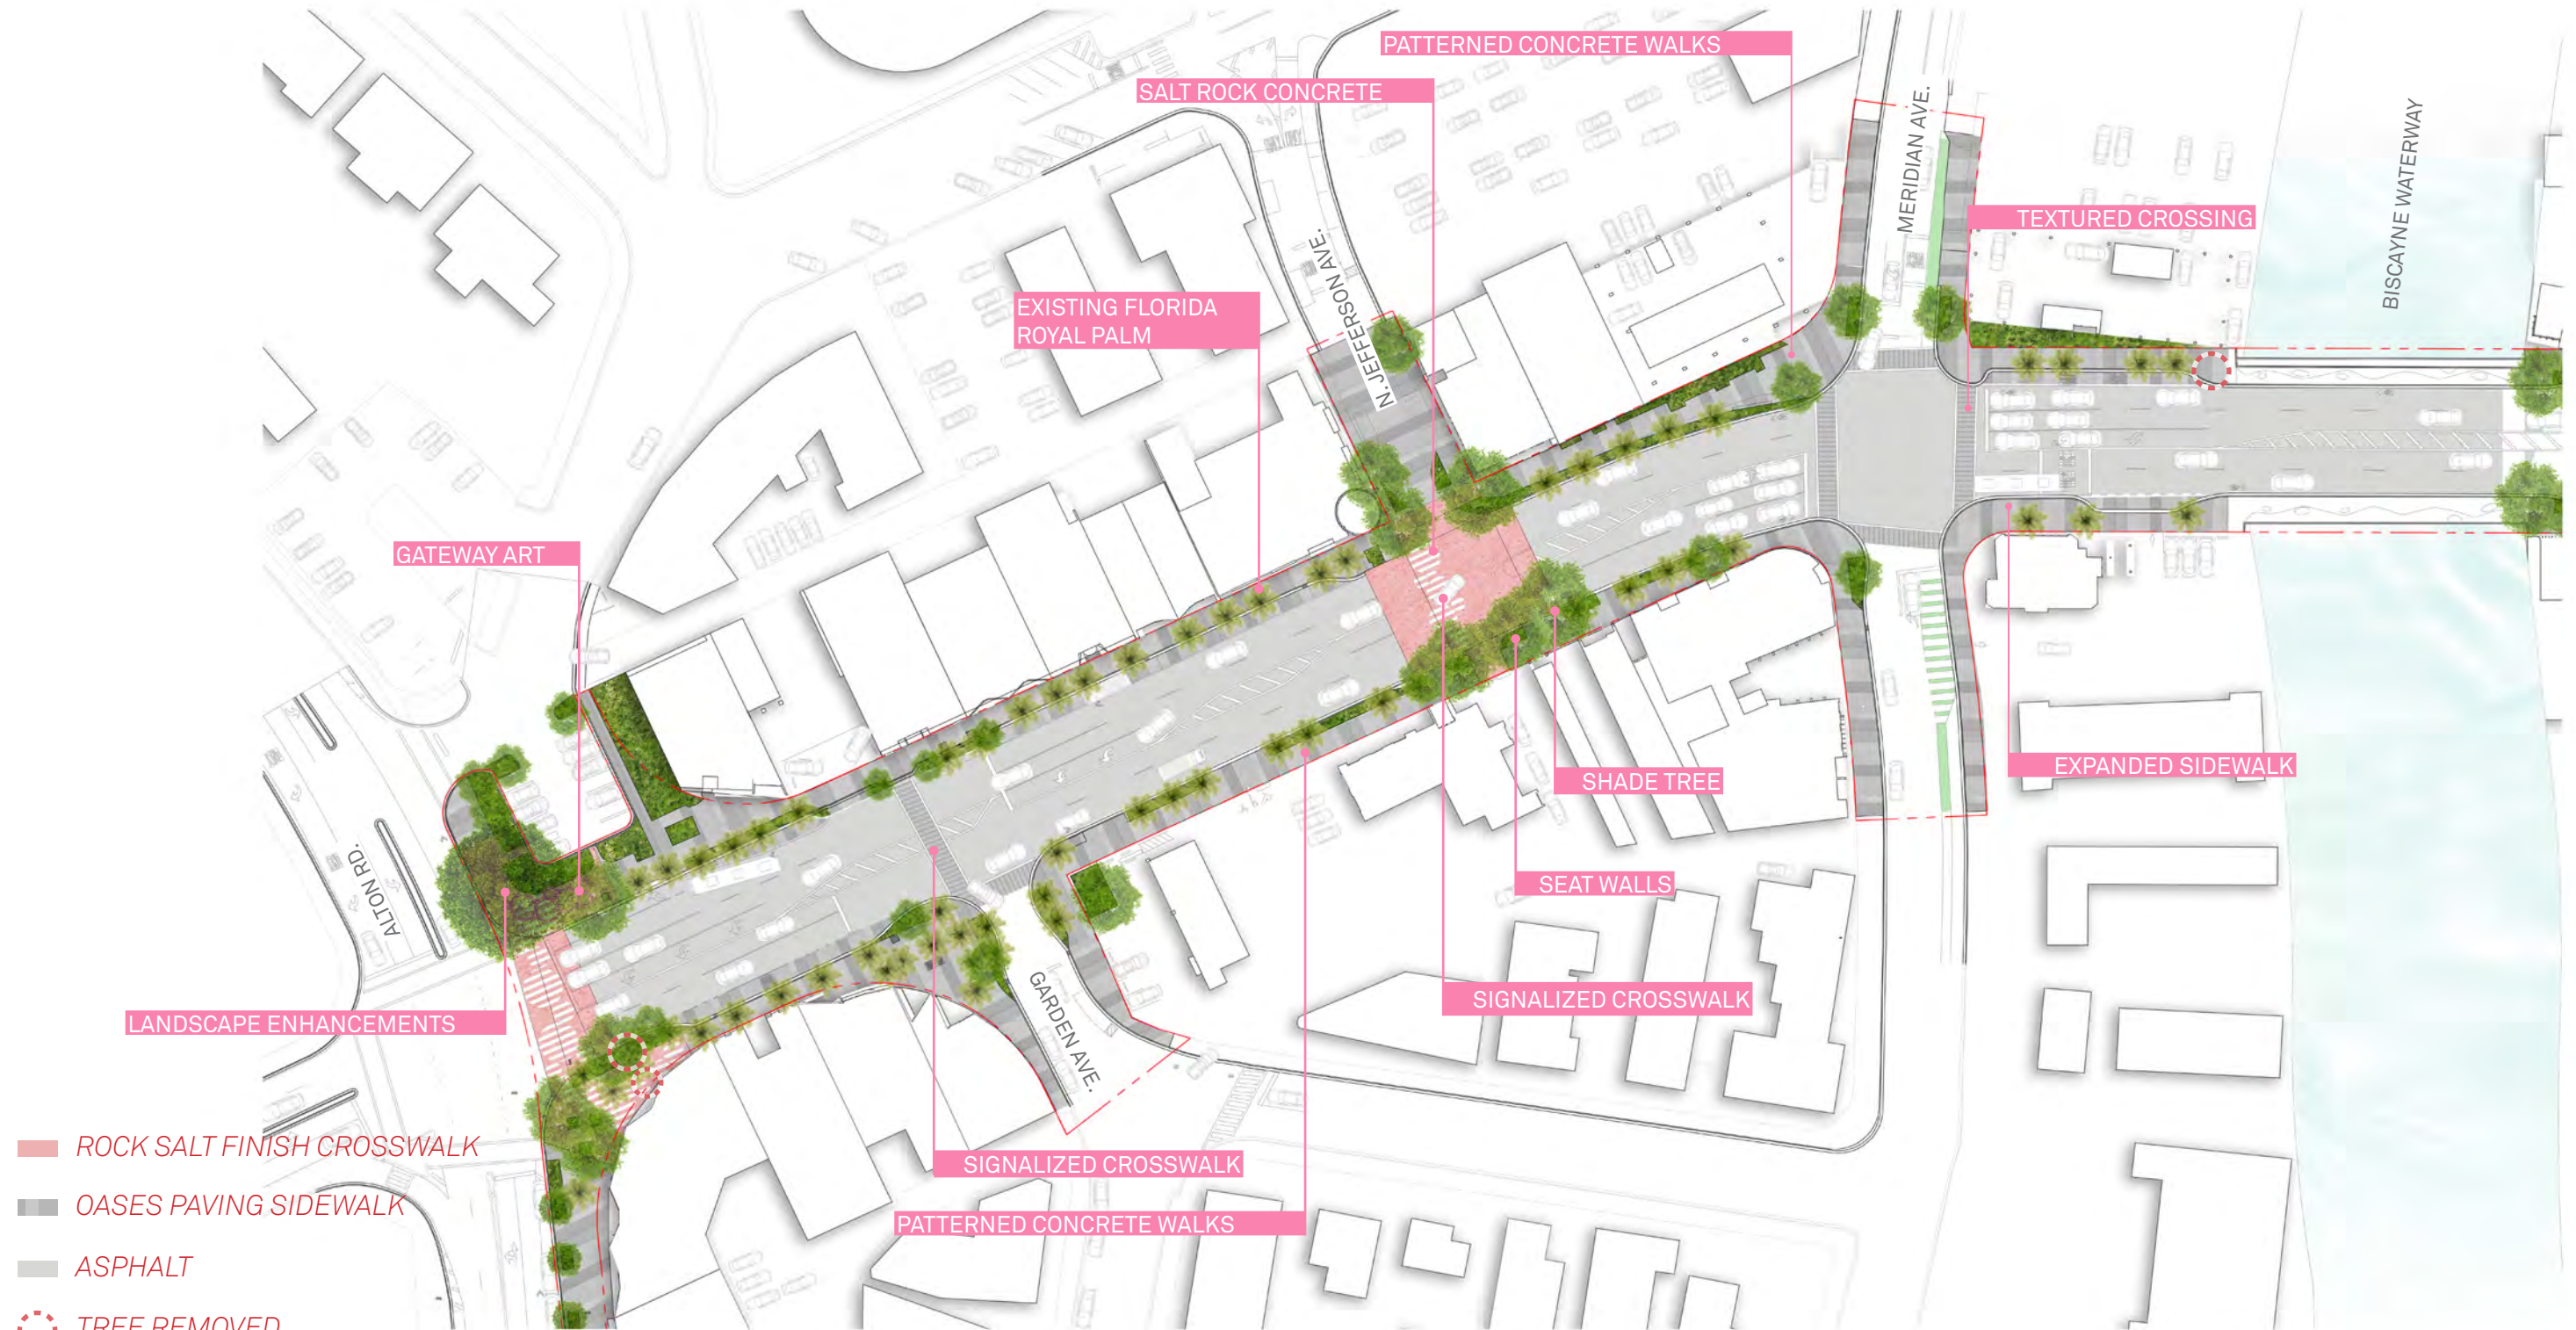 PATTERNED CONCRETE WALKS
SALT ROCK CONCRETE
MERIDIAN AVE.
BISCAYNE WATERWAY
TEXTURED CROSSING
N. JEFFERSON AVE.
EXISTING FLORIDA
ROYAL PALM
GATEWAY ART
EXPANDED SIDEWALK
SHADE TREE
ALTON RD.
SEAT WALLS
SIGNALIZED CROSSWALK
LANDSCAPE ENHANCEMENTS
GARDEN AVE.
ROCK SALT FINISH CROSSWALK
SIGNALIZED CROSSWALK
OASES PAVING SIDEWALK
PATTERNED CONCRETE WALKS
ASPHALT
TREE REMOVED